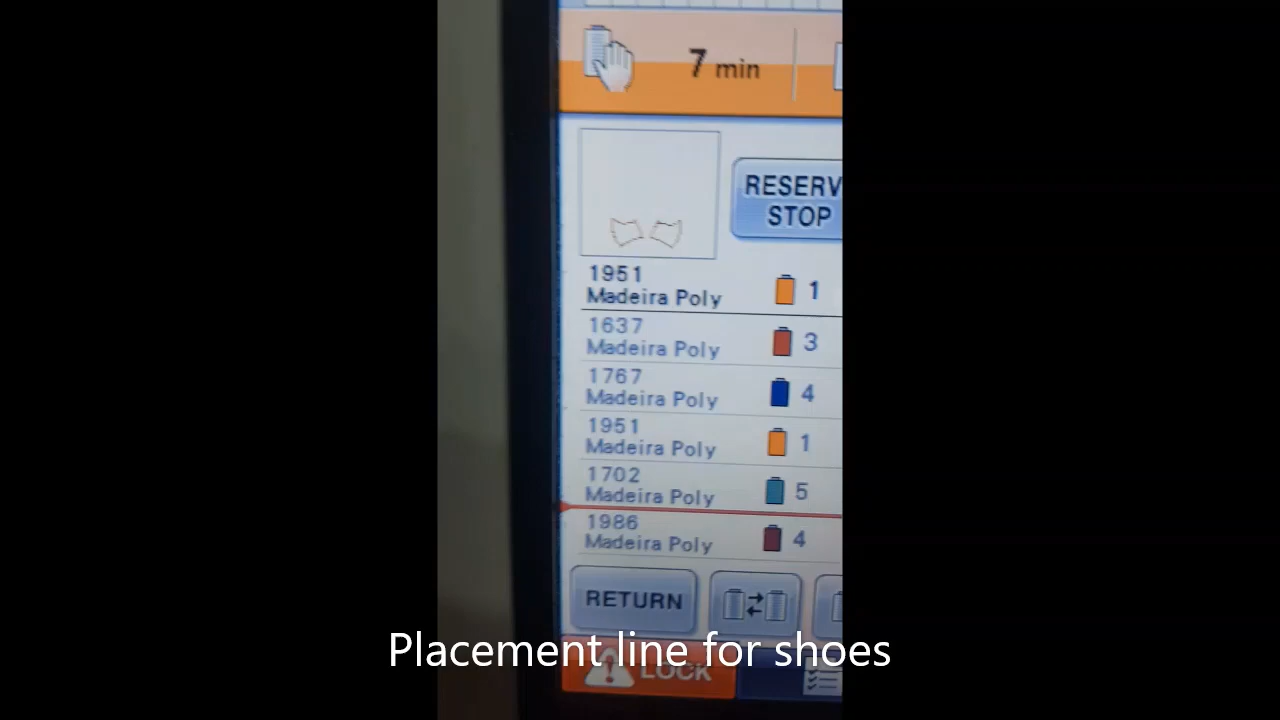 7 min
RESERV
STOP
1951
Madeira Poly
1
1637
Madeira Poly
3
1767
Madeira Poly
4
1951
Madeira Poly
1
1702
Madeira Poly
5
1986
Madeira Poly
4
RETURN
LOCK
Placement line for shoes